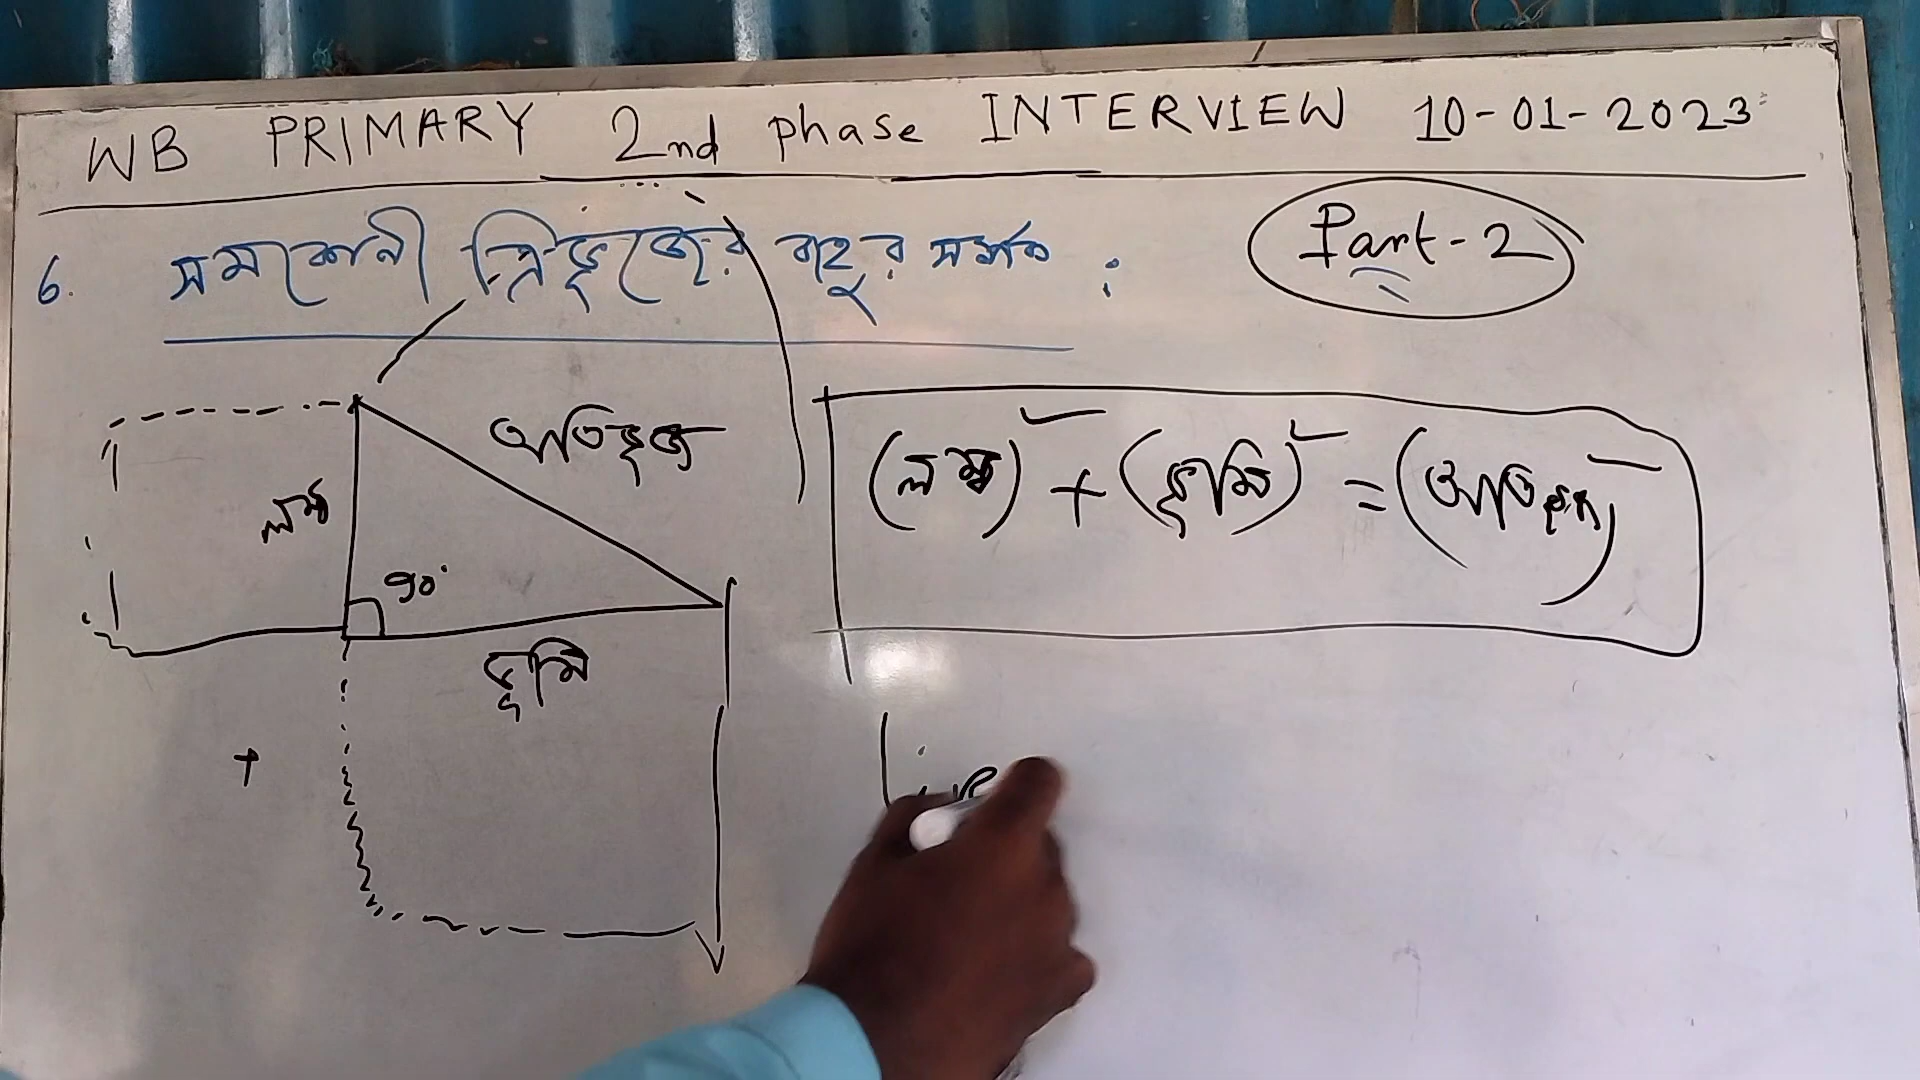 WB PRIMARY 2nd phase INTERVIEW 10-01-2023
6. সমকোনী ত্রিভূজের বাহুর সম্পর্ক :
Part-2
অতিভূজ
লম্ব
90°
ভূমি
(লম্ব)² + (ভূমি)² = (অতিভূজ)²
+